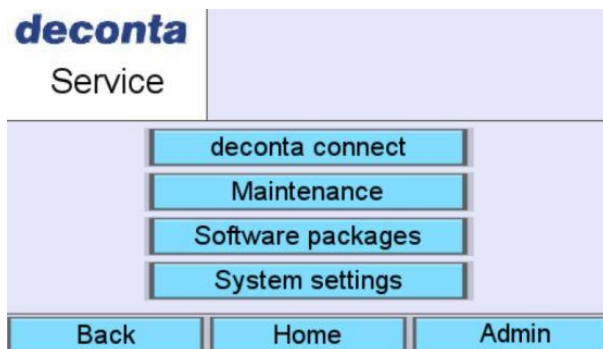 deconta
Service
deconta connect
Maintenance
Software packages
System settings
Back Home Admin